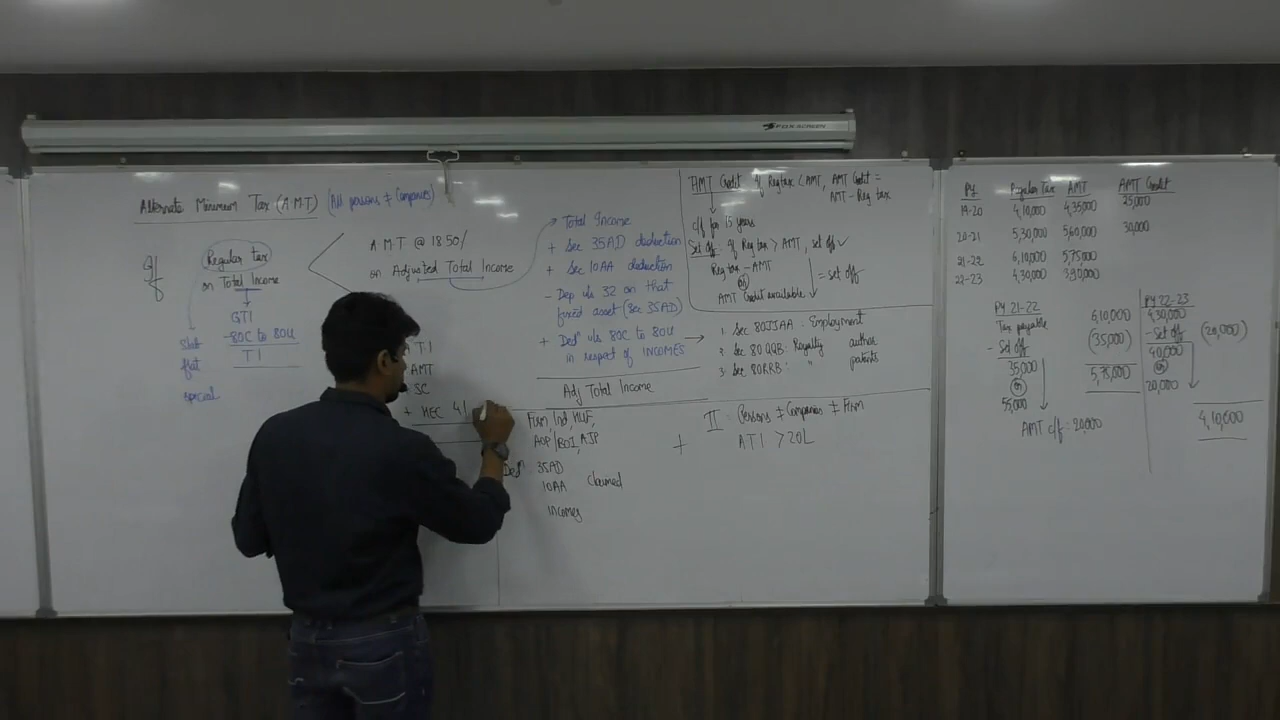 FOXSCREEN
Alternate Minimum Tax (A.M.T) (All persons ≠ Companies)
Regular tax
on Total Income
GTI
-80C to 80U
TI
Slab
flat
special
A.M.T @ 18.50%
on Adjusted Total Income
TI
AMT
SC
+ HEC 4%
Total Income
+ Sec 35AD deduction
+ Sec 10AA deduction
- Dep u/s 32 on that
fixed asset (Sec 35AD)
+ Dedⁿ u/s 80C to 80U
in respect of INCOMES
Adj Total Income
1. Sec 80JJAA : Employment
2. Sec 80QQB : Royalty author
3. Sec 80RRB : " patents
AMT Credit if Regtax < AMT, AMT Credit =
AMT - Reg tax
c/f for 15 years
Set off : if Reg tax > AMT, set off ✓
Reg tax - AMT
(or) = set off
AMT Credit available
Firm, Ind, HUF,
AOP/BOI, AJP
Dedⁿ 35AD
10AA claimed
incomes
+
II : Persons ≠ Companies ≠ Firm
ATI > 20L
PY Regular Tax AMT AMT Credit
19-20 4,10,000 4,35,000 25,000
20-21 5,30,000 5,60,000 30,000
21-22 6,10,000 5,75,000
22-23 4,30,000 3,90,000
PY 21-22
Tax payable 6,10,000
- Set off (35,000)
35,000
(or) 5,75,000
55,000
AMT c/f = 20,000
PY 22-23
4,30,000
- Set off (20,000)
40,000
(or)
20,000
4,10,000